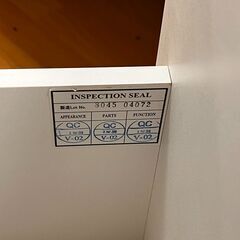 INSPECTION SEAL
製造Lot No. 3045 04072
APPEARANCE PARTS FUNCTION
QC QC QC
V-02 V-02 V-02